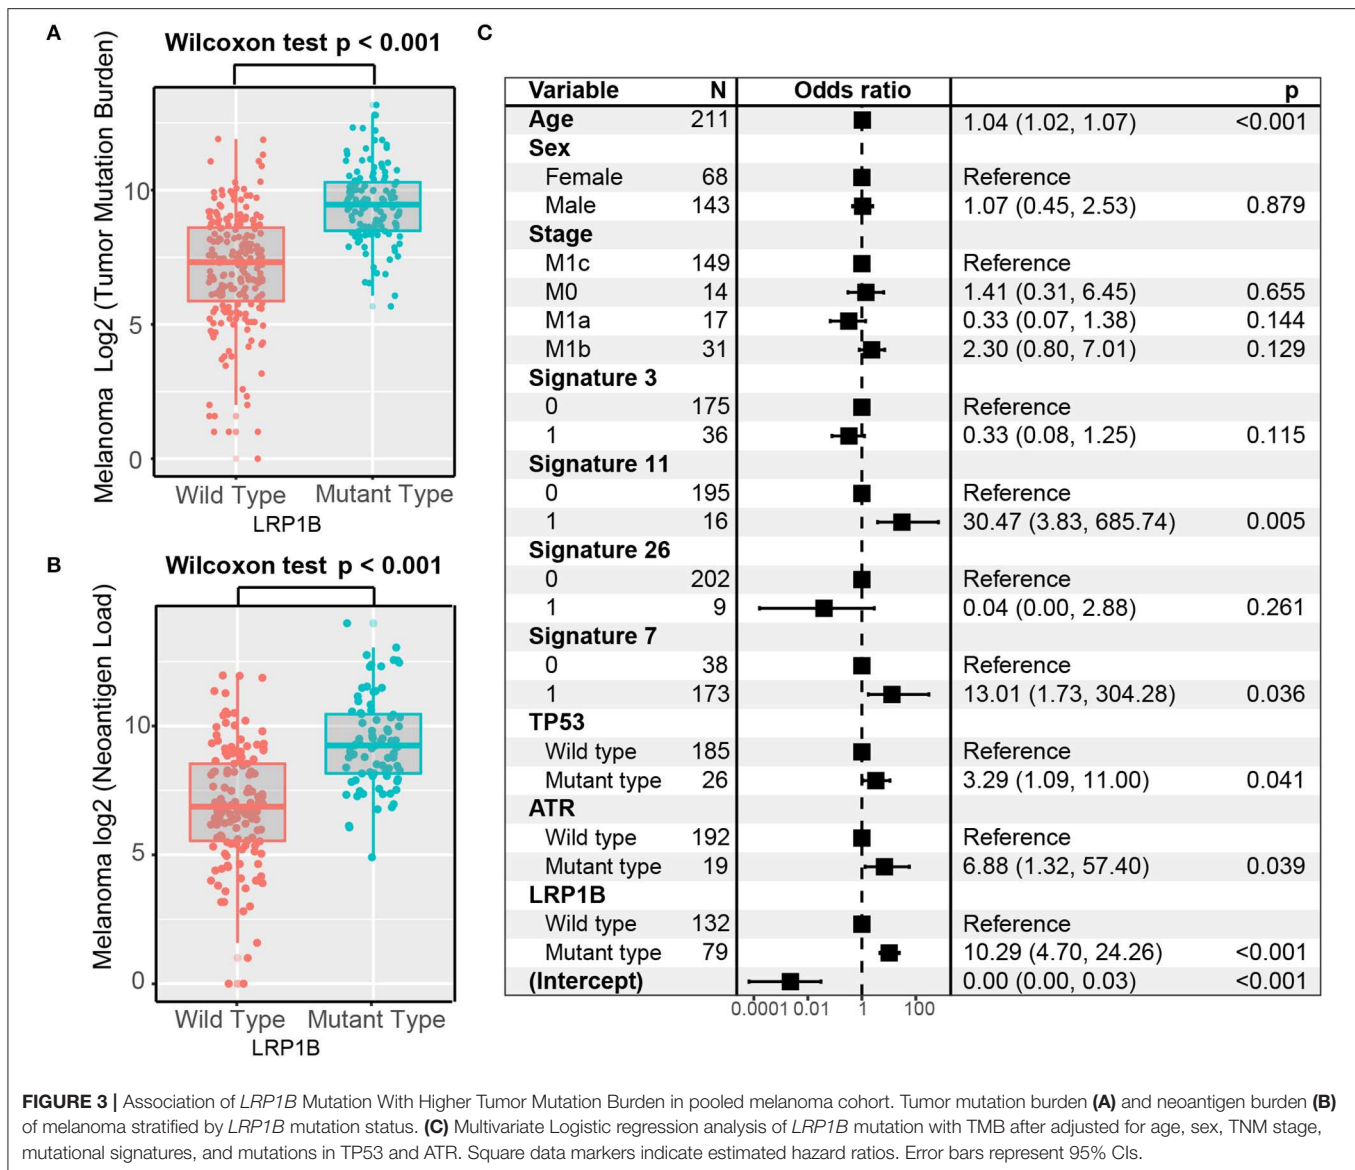 A
Wilcoxon test p < 0.001
Melanoma Log2 (Tumor Mutation Burden)
10
5
0
Wild Type Mutant Type
LRP1B
B
Wilcoxon test p < 0.001
Melanoma log2 (Neoantigen Load)
10
5
0
Wild Type Mutant Type
LRP1B
C
Variable N Odds ratio p
Age 211 1.04 (1.02, 1.07) <0.001
Sex
Female 68 Reference
Male 143 1.07 (0.45, 2.53) 0.879
Stage
M1c 149 Reference
M0 14 1.41 (0.31, 6.45) 0.655
M1a 17 0.33 (0.07, 1.38) 0.144
M1b 31 2.30 (0.80, 7.01) 0.129
Signature 3
0 175 Reference
1 36 0.33 (0.08, 1.25) 0.115
Signature 11
0 195 Reference
1 16 30.47 (3.83, 685.74) 0.005
Signature 26
0 202 Reference
1 9 0.04 (0.00, 2.88) 0.261
Signature 7
0 38 Reference
1 173 13.01 (1.73, 304.28) 0.036
TP53
Wild type 185 Reference
Mutant type 26 3.29 (1.09, 11.00) 0.041
ATR
Wild type 192 Reference
Mutant type 19 6.88 (1.32, 57.40) 0.039
LRP1B
Wild type 132 Reference
Mutant type 79 10.29 (4.70, 24.26) <0.001
(Intercept) 0.00 (0.00, 0.03) <0.001
0.0001 0.01 1 100
FIGURE 3 | Association of LRP1B Mutation With Higher Tumor Mutation Burden in pooled melanoma cohort. Tumor mutation burden (A) and neoantigen burden (B)
of melanoma stratified by LRP1B mutation status. (C) Multivariate Logistic regression analysis of LRP1B mutation with TMB after adjusted for age, sex, TNM stage,
mutational signatures, and mutations in TP53 and ATR. Square data markers indicate estimated hazard ratios. Error bars represent 95% CIs.